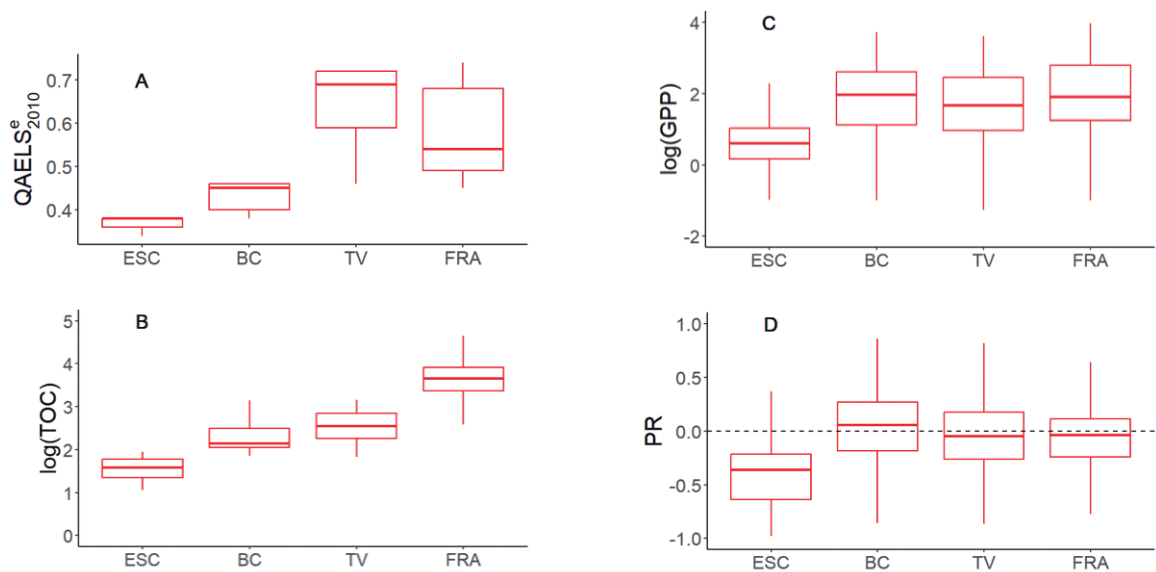 A
QAELS e 2010
0.7
0.6
0.5
0.4
ESC BC TV FRA
B
log(TOC)
5
4
3
2
1
0
ESC BC TV FRA
C
log(GPP)
4
2
0
-2
ESC BC TV FRA
D
PR
1.0
0.5
0.0
-0.5
-1.0
ESC BC TV FRA